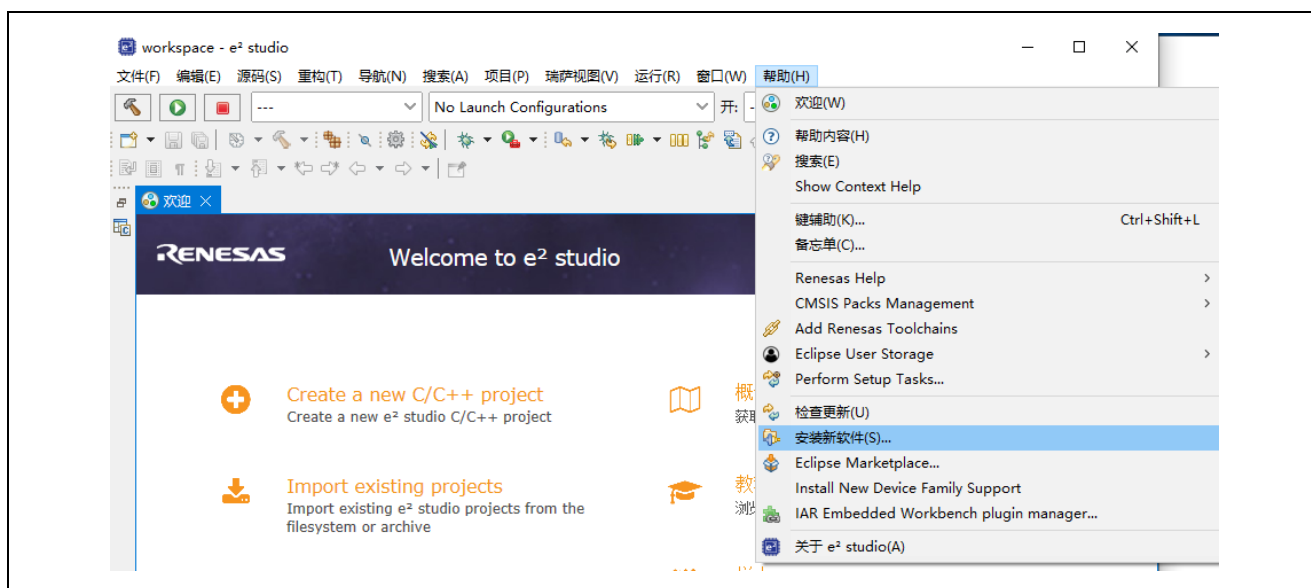 workspace - e² studio
文件(F) 编辑(E) 源码(S) 重构(T) 导航(N) 搜索(A) 项目(P) 瑞萨视图(V) 运行(R) 窗口(W) 帮助(H)
--- No Launch Configurations 开: -
欢迎(W)
帮助内容(H)
搜索(E)
Show Context Help
键辅助(K)... Ctrl+Shift+L
备忘单(C)...
Renesas Help
CMSIS Packs Management
Add Renesas Toolchains
Eclipse User Storage
Perform Setup Tasks...
检查更新(U)
安装新软件(S)...
Eclipse Marketplace...
Install New Device Family Support
IAR Embedded Workbench plugin manager...
关于 e² studio(A)
欢迎
RENESAS Welcome to e² studio
Create a new C/C++ project
Create a new e² studio C/C++ project
概
获
Import existing projects
Import existing e² studio projects from the
filesystem or archive
教
浏